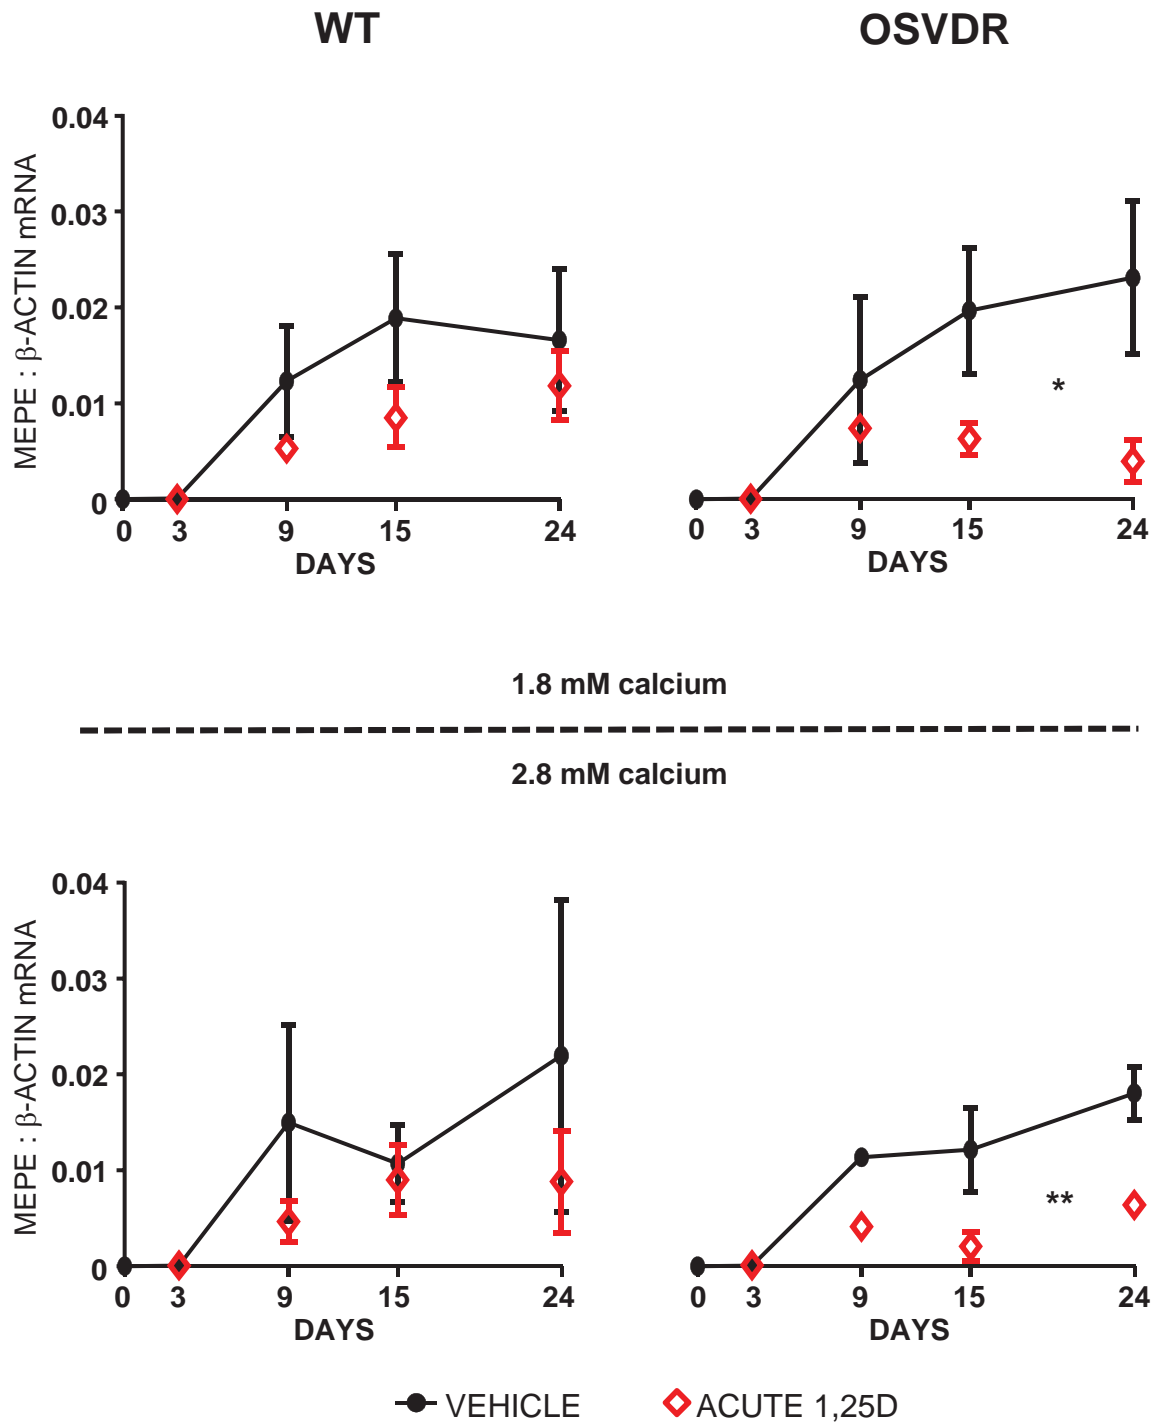 WT
OSVDR
MEPE : β-ACTIN mRNA
0.04
0.03
0.02
0.01
0
0 3 9 15 24
DAYS
*
0 3 9 15 24
DAYS
1.8 mM calcium
2.8 mM calcium
MEPE : β-ACTIN mRNA
0.04
0.03
0.02
0.01
0
0 3 9 15 24
DAYS
**
0 3 9 15 24
DAYS
VEHICLE
ACUTE 1,25D